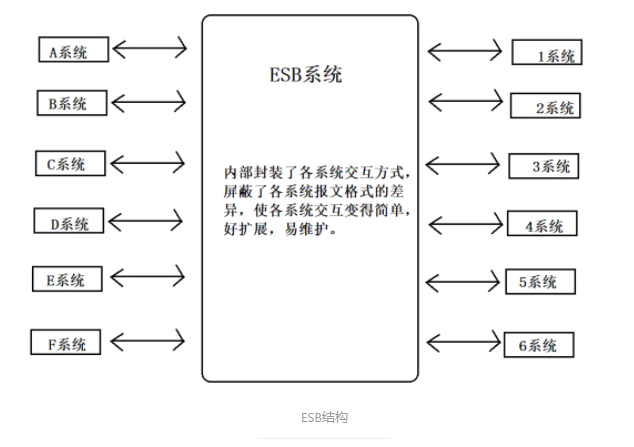 A系统
B系统
C系统
D系统
E系统
F系统
ESB系统
内部封装了各系统交互方式，
屏蔽了各系统报文格式的差
异，使各系统交互变得简单，
好扩展，易维护。
1系统
2系统
3系统
4系统
5系统
6系统
ESB结构